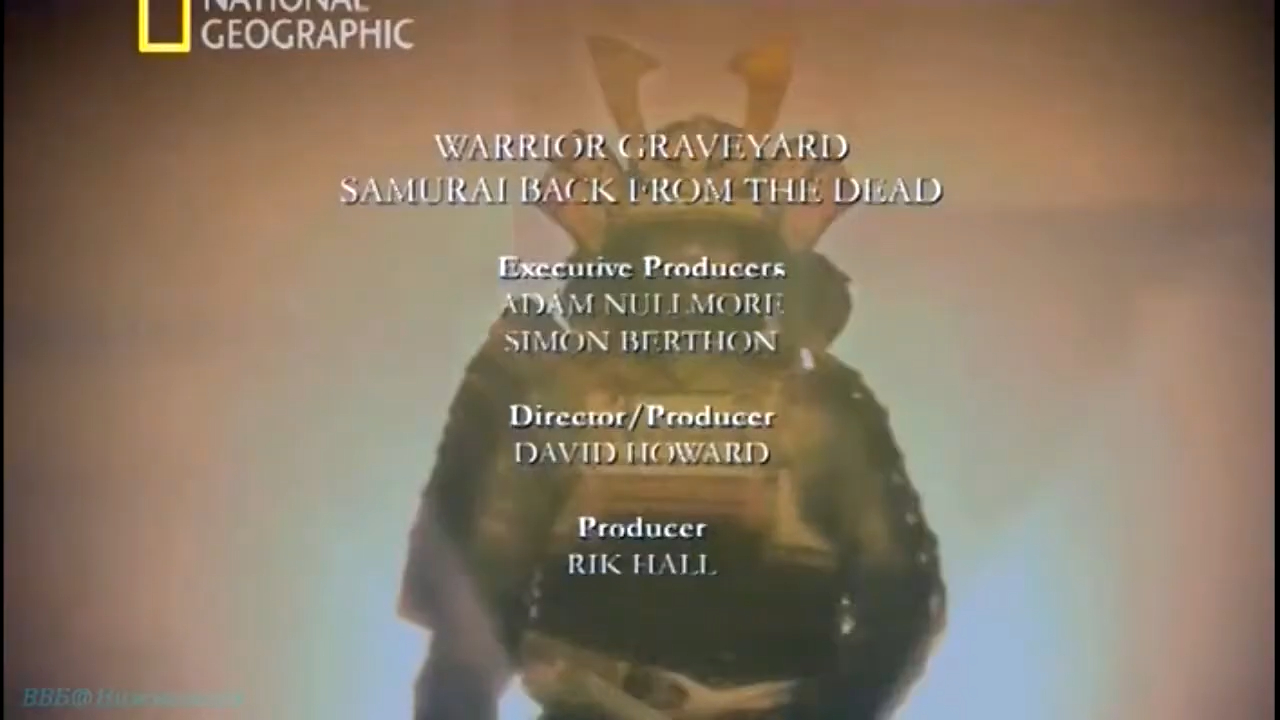 NATIONAL
GEOGRAPHIC
WARRIOR GRAVEYARD
SAMURAI BACK FROM THE DEAD
Executive Producers
ADAM NULLMORE
SIMON BERTHON
Director/Producer
DAVID HOWARD
Producer
RIK HALL